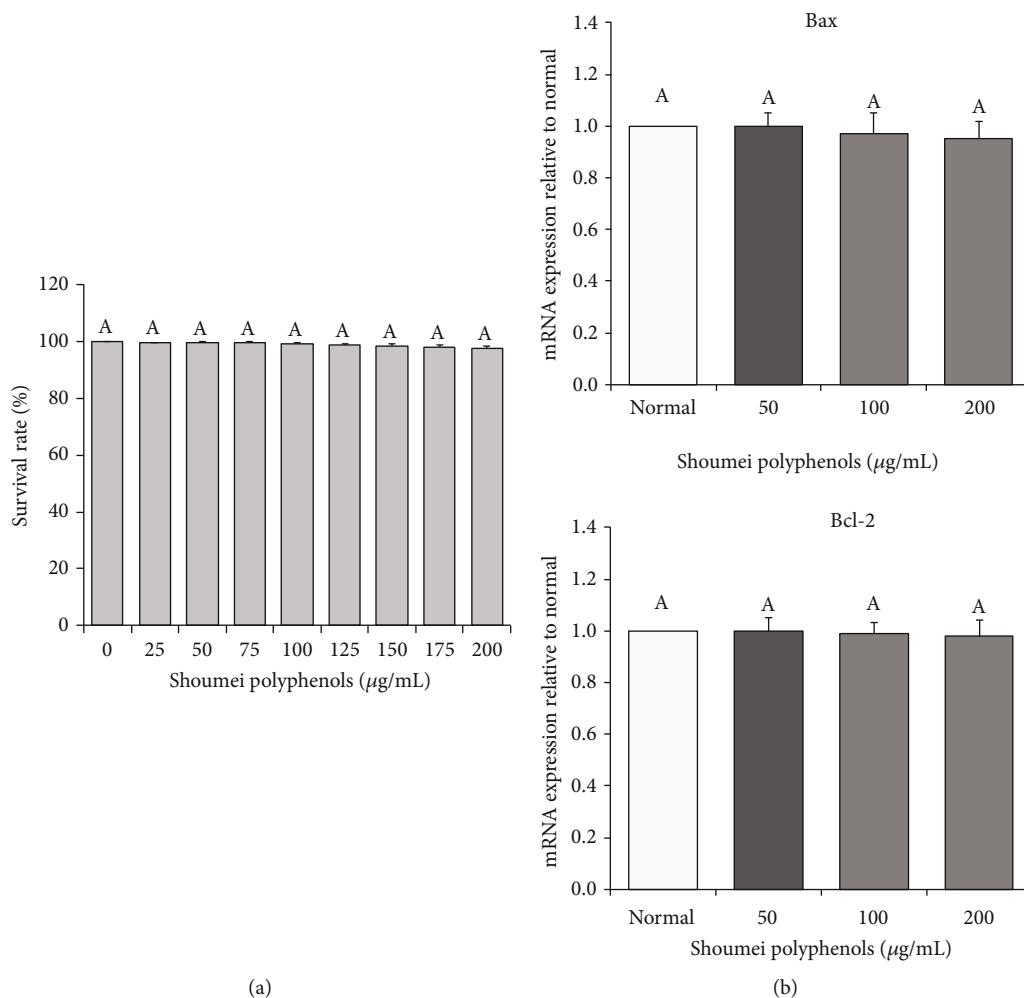 120
100
80
60
40
20
0
Survival rate (%)
A A A A A A A A A
0 25 50 75 100 125 150 175 200
Shoumei polyphenols (μg/mL)
(a)
Bax
1.4
1.2
1.0
0.8
0.6
0.4
0.2
0.0
mRNA expression relative to normal
A A A A
Normal 50 100 200
Shoumei polyphenols (μg/mL)
Bcl-2
1.4
1.2
1.0
0.8
0.6
0.4
0.2
0.0
mRNA expression relative to normal
A A A A
Normal 50 100 200
Shoumei polyphenols (μg/mL)
(b)